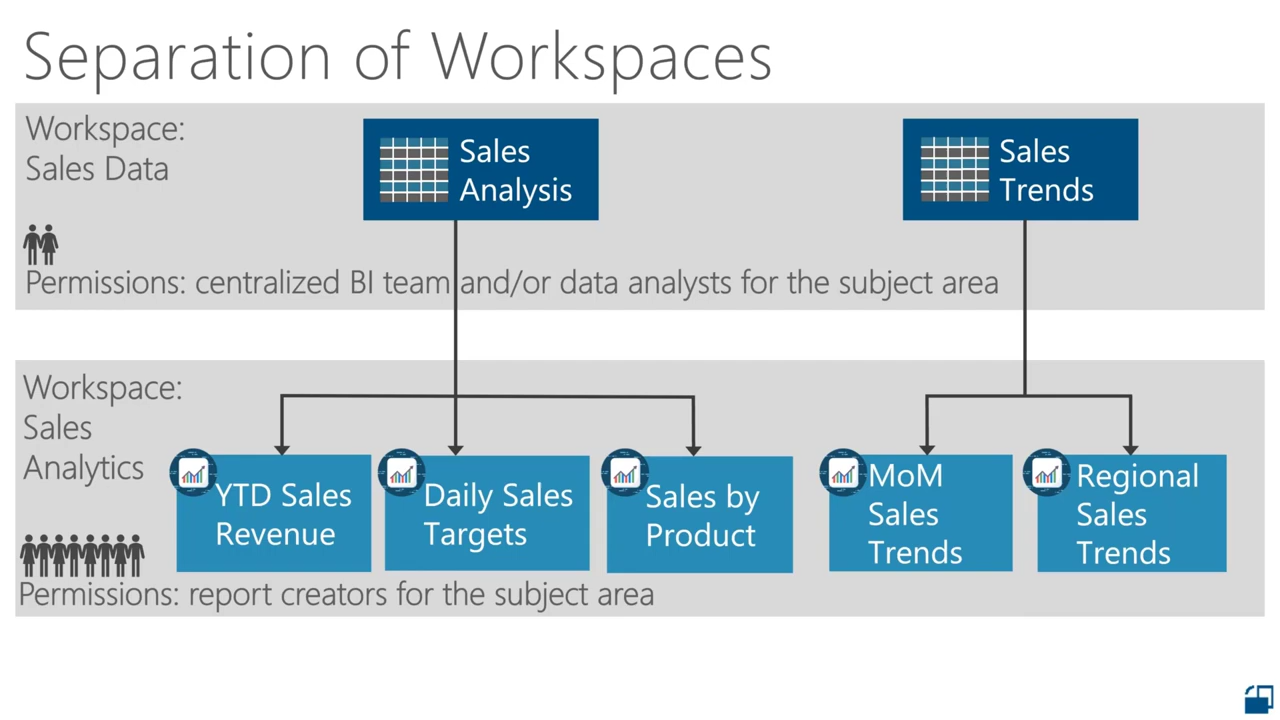 Separation of Workspaces
Workspace:
Sales Data
Sales
Analysis
Sales
Trends
Permissions: centralized BI team and/or data analysts for the subject area
Workspace:
Sales
Analytics
YTD Sales
Revenue
Daily Sales
Targets
Sales by
Product
MoM
Sales
Trends
Regional
Sales
Trends
Permissions: report creators for the subject area